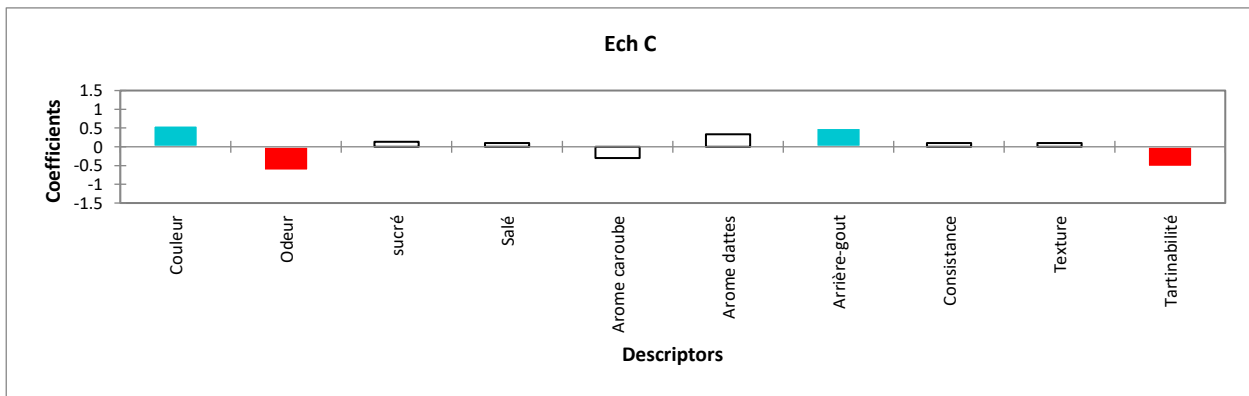 Ech C
Coefficients
1.5
1
0.5
0
-0.5
-1
-1.5
Couleur
Odeur
sucré
Salé
Arome caroube
Arome dattes
Arrière-gout
Consistance
Texture
Tartinabilité
Descriptors